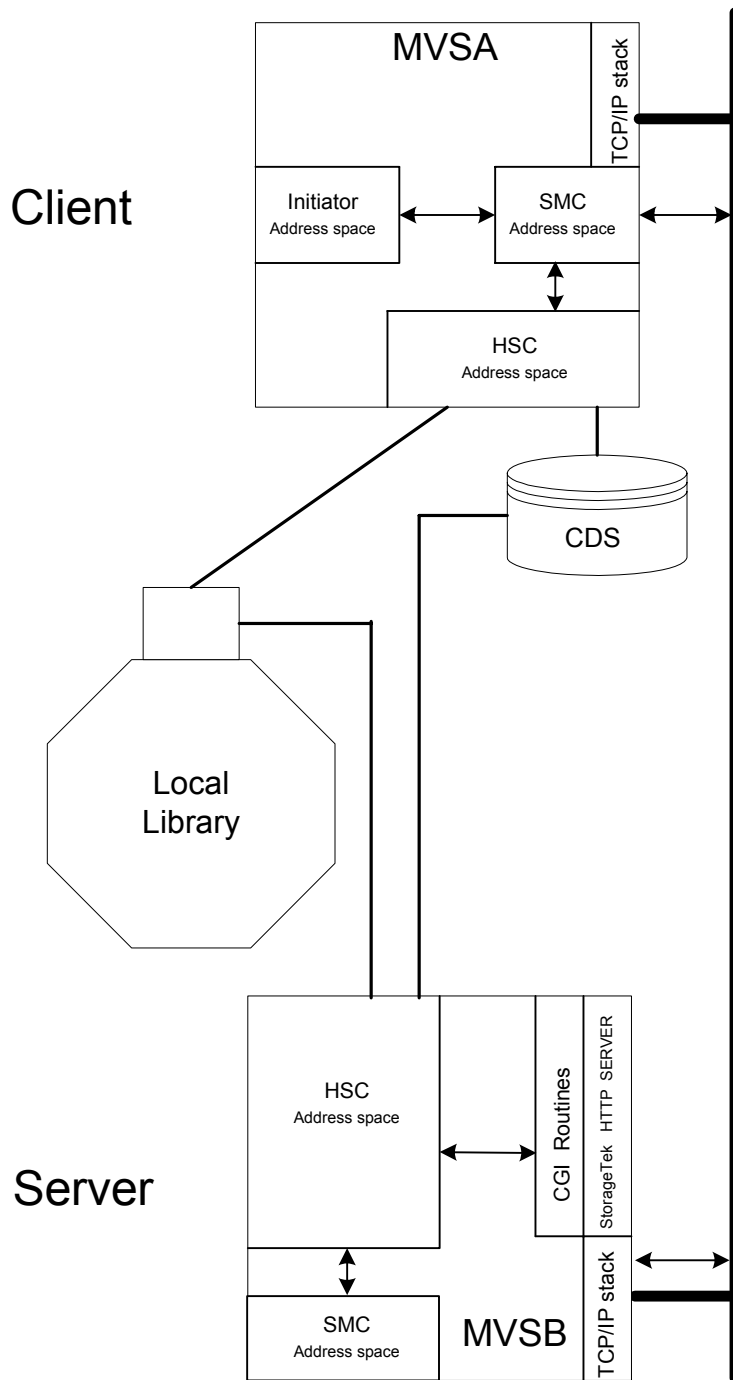 MVSA
TCP/IP stack
Client
Initiator
Address space
SMC
Address space
HSC
Address space
CDS
Local
Library
HSC
Address space
CGI Routines
StorageTek HTTP SERVER
Server
SMC
Address space
MVSB
TCP/IP stack